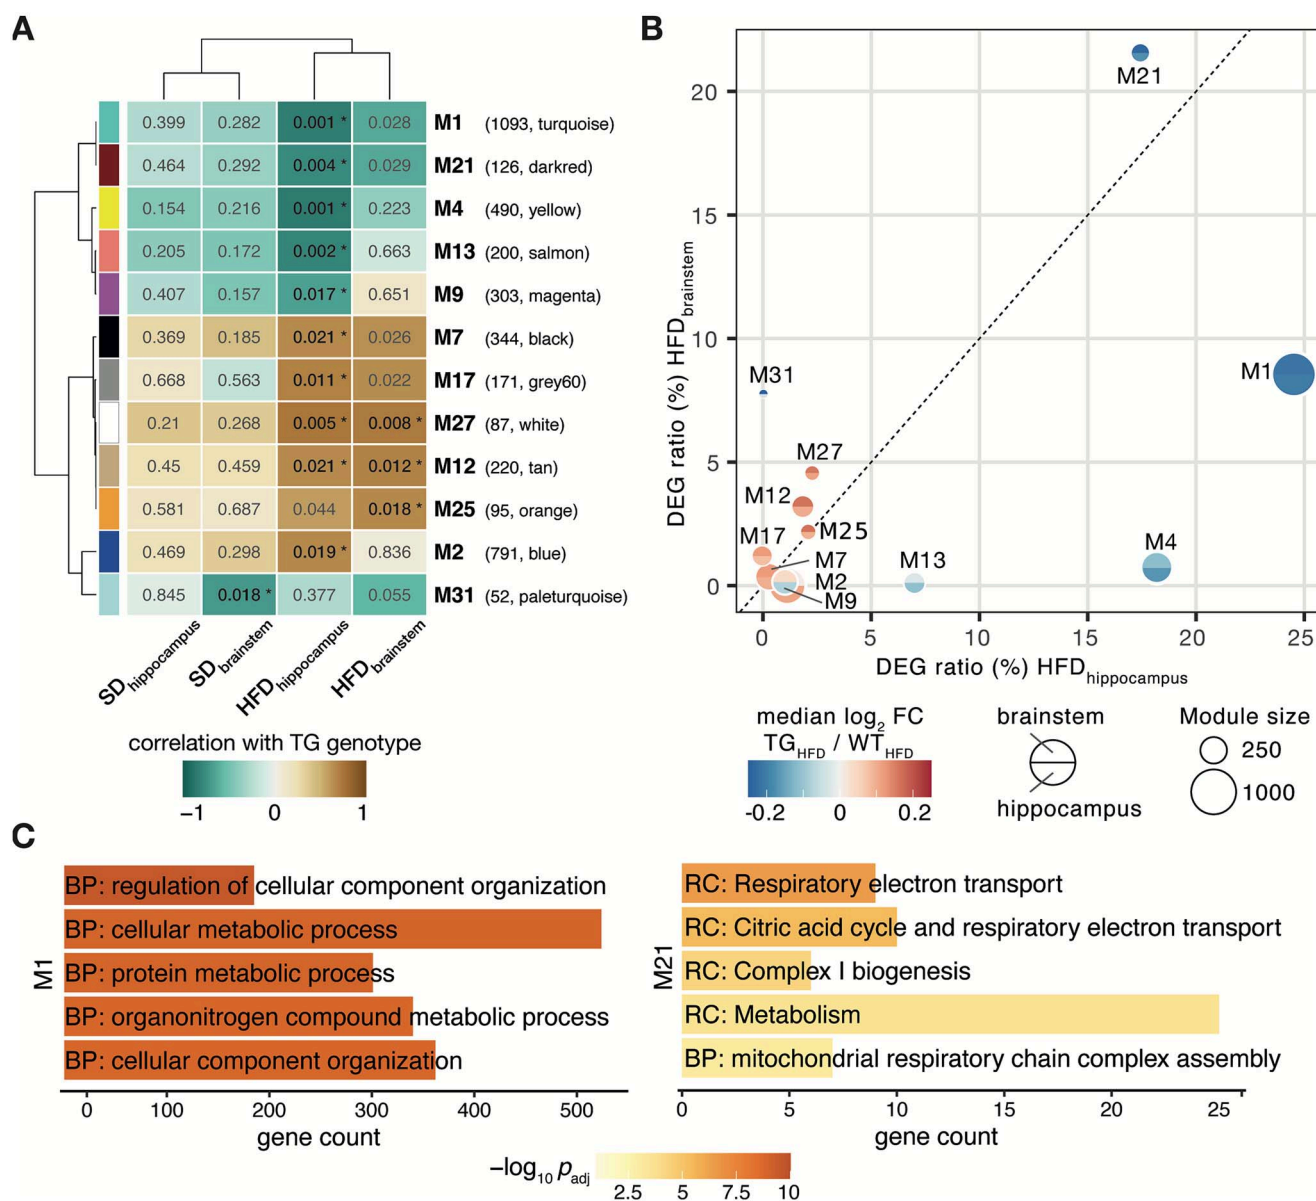 A
0.399 0.282 0.001 * 0.028 M1 (1093, turquoise)
0.464 0.292 0.004 * 0.029 M21 (126, darkred)
0.154 0.216 0.001 * 0.223 M4 (490, yellow)
0.205 0.172 0.002 * 0.663 M13 (200, salmon)
0.407 0.157 0.017 * 0.651 M9 (303, magenta)
0.369 0.185 0.021 * 0.026 M7 (344, black)
0.668 0.563 0.011 * 0.022 M17 (171, grey60)
0.21 0.268 0.005 * 0.008 * M27 (87, white)
0.45 0.459 0.021 * 0.012 * M12 (220, tan)
0.581 0.687 0.044 0.018 * M25 (95, orange)
0.469 0.298 0.019 * 0.836 M2 (791, blue)
0.845 0.018 * 0.377 0.055 M31 (52, paleturquoise)
SDhippocampus
SDbrainstem
HFDhippocampus
HFDbrainstem
correlation with TG genotype
−1 0 1
B
DEG ratio (%) HFDbrainstem
20
15
10
5
0
M21
M1
M31
M27
M12
M25
M17
M7
M2
M9
M13
M4
0 5 10 15 20 25
DEG ratio (%) HFDhippocampus
median log2 FC
TGHFD / WTHFD
-0.2 0 0.2
brainstem
hippocampus
Module size
250
1000
C
M1
BP: regulation of cellular component organization
BP: cellular metabolic process
BP: protein metabolic process
BP: organonitrogen compound metabolic process
BP: cellular component organization
0 100 200 300 400 500
gene count
M21
RC: Respiratory electron transport
RC: Citric acid cycle and respiratory electron transport
RC: Complex I biogenesis
RC: Metabolism
BP: mitochondrial respiratory chain complex assembly
0 5 10 15 20 25
gene count
−log10 padj
2.5 5 7.5 10